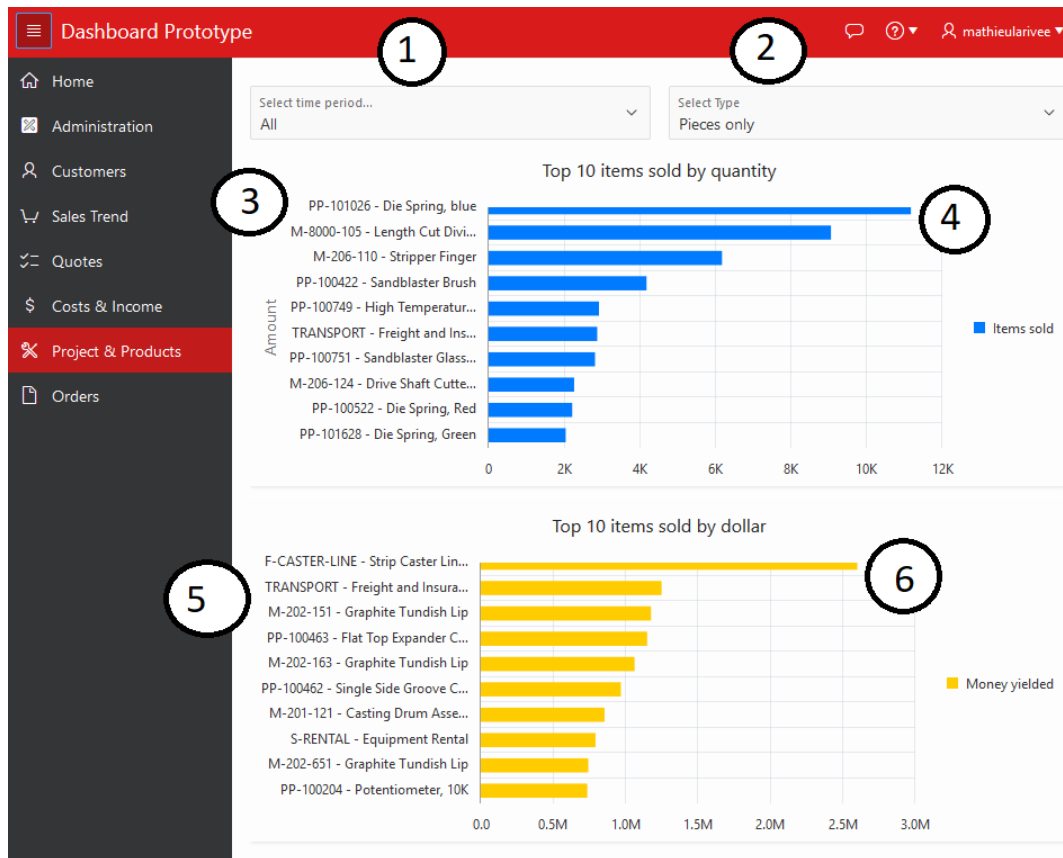 Dashboard Prototype
mathieularivee
1
2
Home
Administration
Customers
Sales Trend
Quotes
Costs & Income
Project & Products
Orders
Select time period...
All
Select Type
Pieces only
Top 10 items sold by quantity
3
4
Amount
PP-101026 - Die Spring, blue
M-8000-105 - Length Cut Divi...
M-206-110 - Stripper Finger
PP-100422 - Sandblaster Brush
PP-100749 - High Temperatur...
TRANSPORT - Freight and Ins...
PP-100751 - Sandblaster Glass...
M-206-124 - Drive Shaft Cutte...
PP-100522 - Die Spring, Red
PP-101628 - Die Spring, Green
0 2K 4K 6K 8K 10K 12K
Items sold
Top 10 items sold by dollar
5
6
F-CASTER-LINE - Strip Caster Lin...
TRANSPORT - Freight and Insura...
M-202-151 - Graphite Tundish Lip
PP-100463 - Flat Top Expander C...
M-202-163 - Graphite Tundish Lip
PP-100462 - Single Side Groove C...
M-201-121 - Casting Drum Asse...
S-RENTAL - Equipment Rental
M-202-651 - Graphite Tundish Lip
PP-100204 - Potentiometer, 10K
0.0 0.5M 1.0M 1.5M 2.0M 2.5M 3.0M
Money yielded